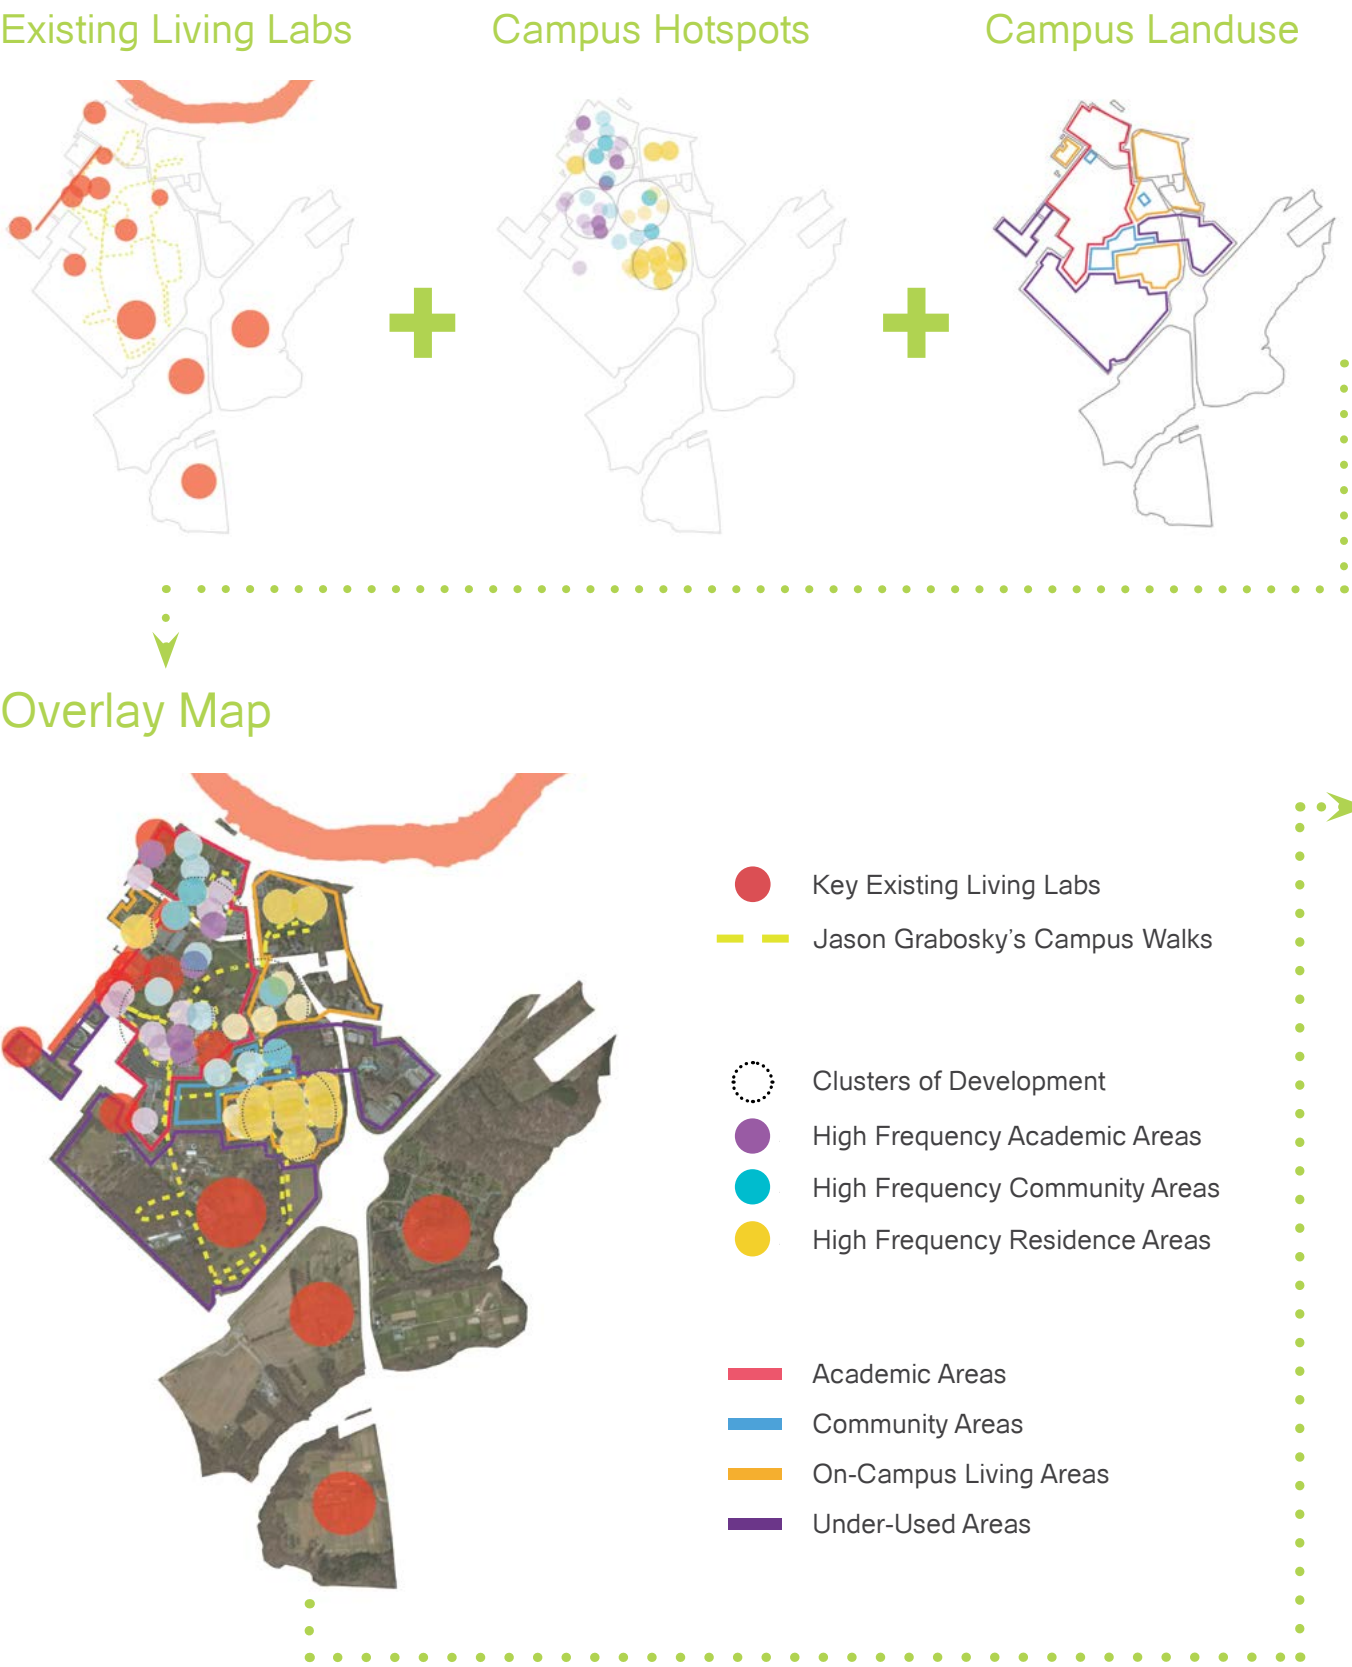 Existing Living Labs
Campus Hotspots
Campus Landuse
Overlay Map
Key Existing Living Labs
Jason Grabosky's Campus Walks
Clusters of Development
High Frequency Academic Areas
High Frequency Community Areas
High Frequency Residence Areas
Academic Areas
Community Areas
On-Campus Living Areas
Under-Used Areas